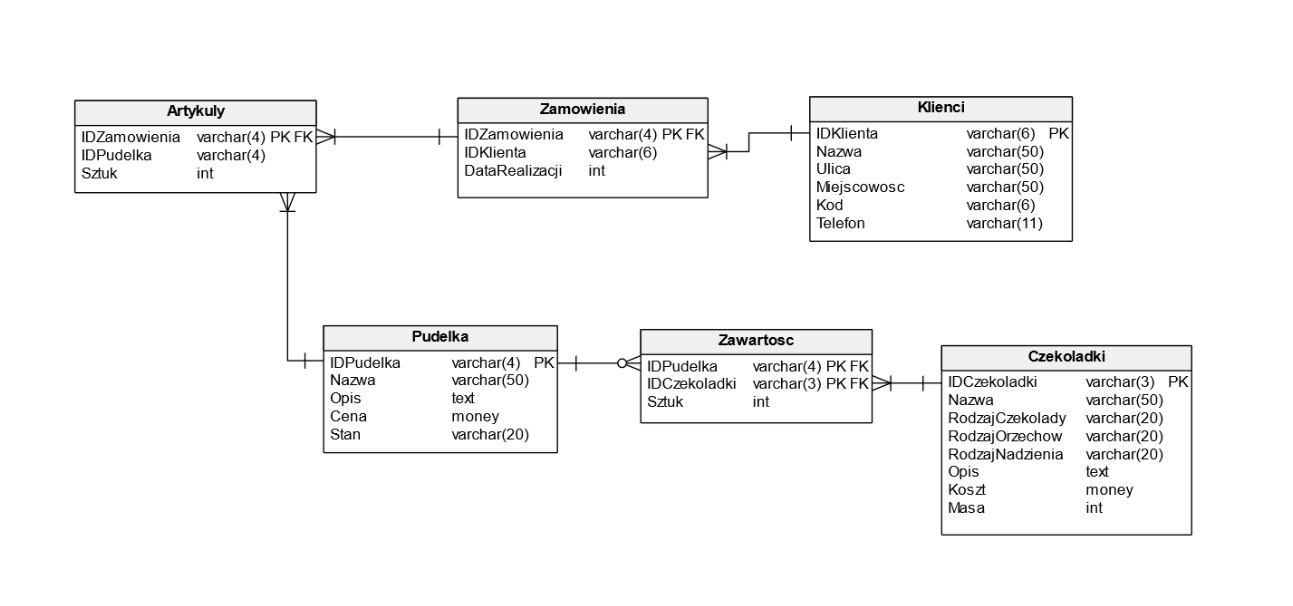 Artykuly
IDZamowienia varchar(4) PK FK
IDPudelka varchar(4)
Sztuk int
Zamowienia
IDZamowienia varchar(4) PK FK
IDKlienta varchar(6)
DataRealizacji int
Klienci
IDKlienta varchar(6) PK
Nazwa varchar(50)
Ulica varchar(50)
Miejscowosc varchar(50)
Kod varchar(6)
Telefon varchar(11)
Pudelka
IDPudelka varchar(4) PK
Nazwa varchar(50)
Opis text
Cena money
Stan varchar(20)
Zawartosc
IDPudelka varchar(4) PK FK
IDCzekoladki varchar(3) PK FK
Sztuk int
Czekoladki
IDCzekoladki varchar(3) PK
Nazwa varchar(50)
RodzajCzekolady varchar(20)
RodzajOrzechow varchar(20)
RodzajNadzienia varchar(20)
Opis text
Koszt money
Masa int